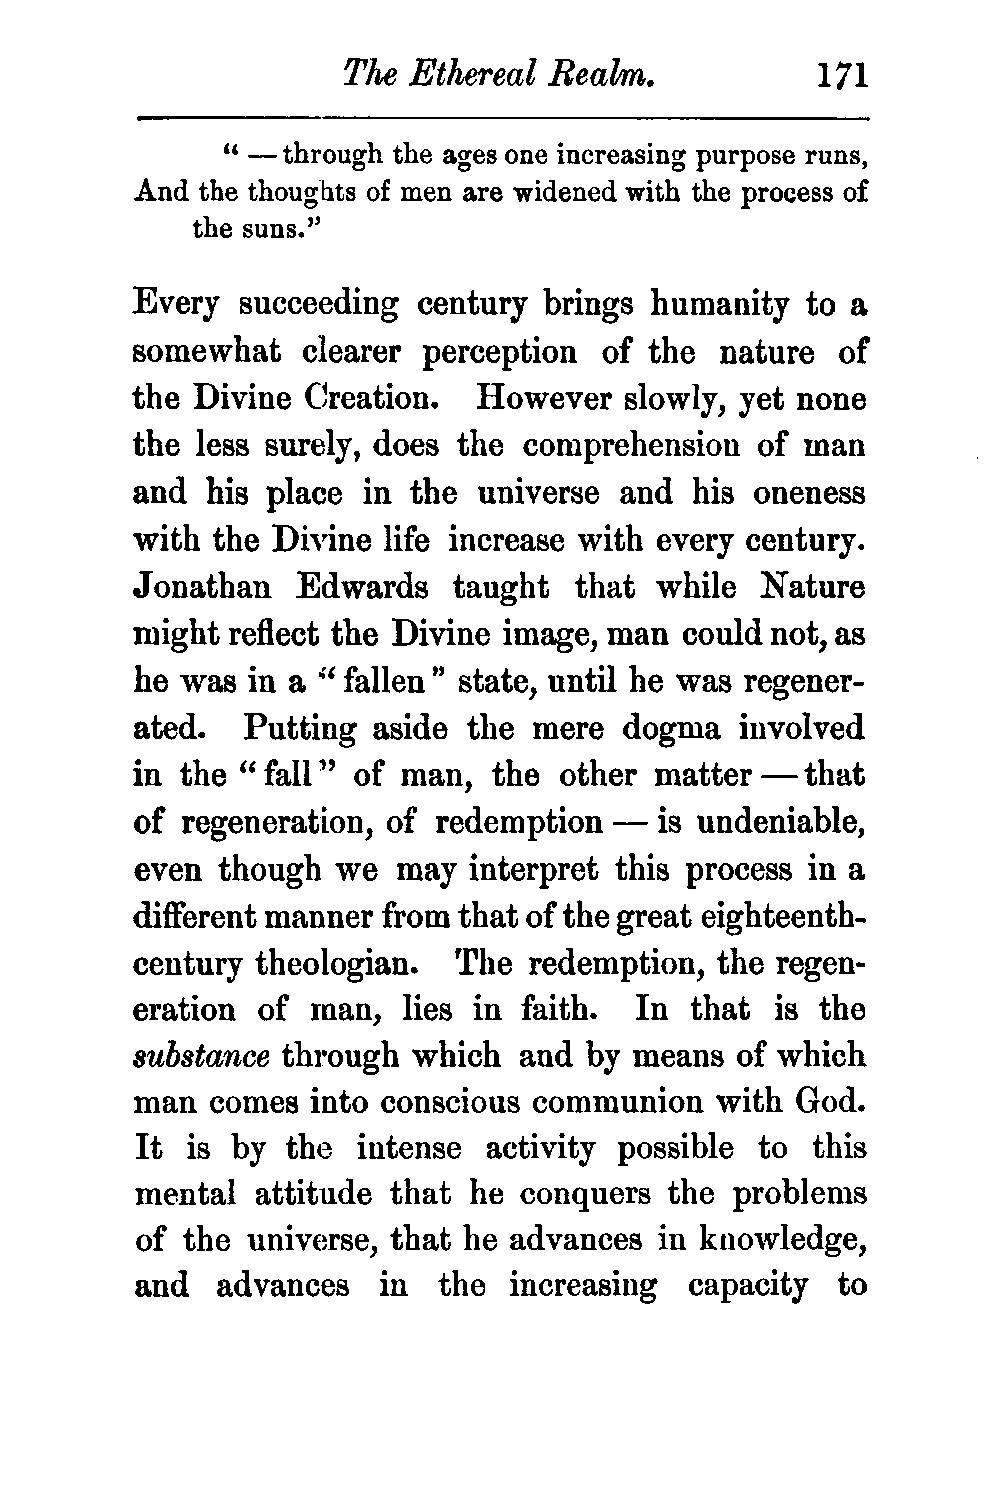 The Ethereal Realm. 171
“ — through the ages one increasing purpose runs,
And the thoughts of men are widened with the process of
the suns.”
Every succeeding century brings humanity to a
somewhat clearer perception of the nature of
the Divine Creation. However slowly, yet none
the less surely, does the comprehension of man
and his place in the universe and his oneness
with the Divine life increase with every century.
Jonathan Edwards taught that while Nature
might reflect the Divine image, man could not, as
he was in a “fallen” state, until he was regener-
ated. Putting aside the mere dogma involved
in the “fall” of man, the other matter — that
of regeneration, of redemption — is undeniable,
even though we may interpret this process in a
different manner from that of the great eighteenth-
century theologian. The redemption, the regen-
eration of man, lies in faith. In that is the
substance through which and by means of which
man comes into conscious communion with God.
It is by the intense activity possible to this
mental attitude that he conquers the problems
of the universe, that he advances in knowledge,
and advances in the increasing capacity to